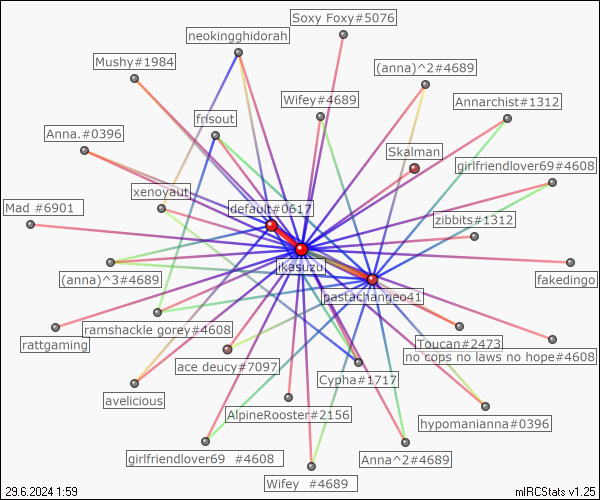 Soxy Foxy#5076
neokingghidorah
Mushy#1984
(anna)^2#4689
Wifey#4689
Annarchist#1312
frisout
Anna.#0396
Skalman
girlfriendlover69#4608
xenoyaut
Mad #6901
default#0617
zibbits#1312
ikasuzu
(anna)^3#4689
fakedingo
pastachangeo41
ramshackle gorey#4608
rattgaming
Toucan#2473
no cops no laws no hope#4608
ace deucy#7097
Cypha#1717
avelicious
AlpineRooster#2156
hypomanianna#0396
girlfriendlover69 #4608
Anna^2#4689
Wifey #4689
29.6.2024 1:59
mIRCStats v1.25